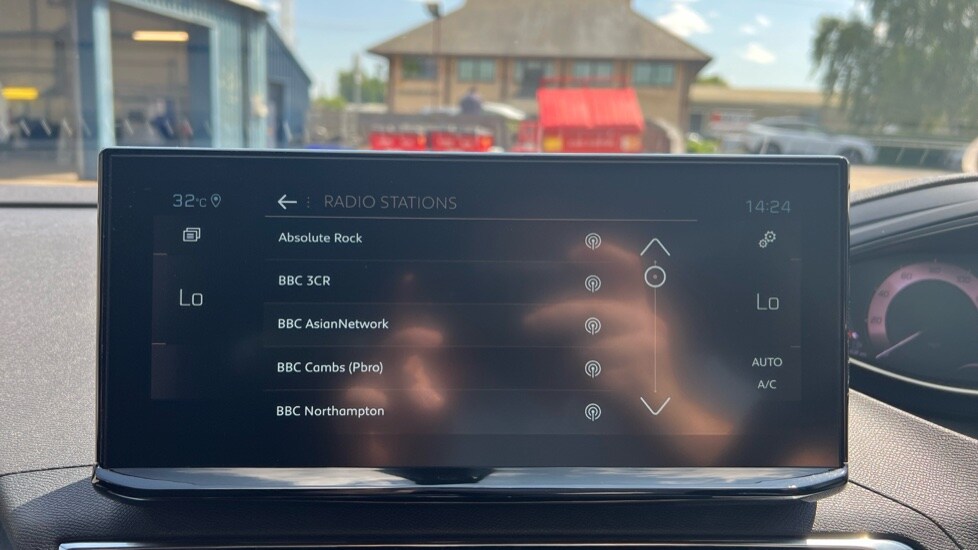 32°C
RADIO STATIONS
14:24
Absolute Rock
BBC 3CR
Lo
Lo
BBC AsianNetwork
BBC Cambs (Pbro)
AUTO
A/C
BBC Northampton